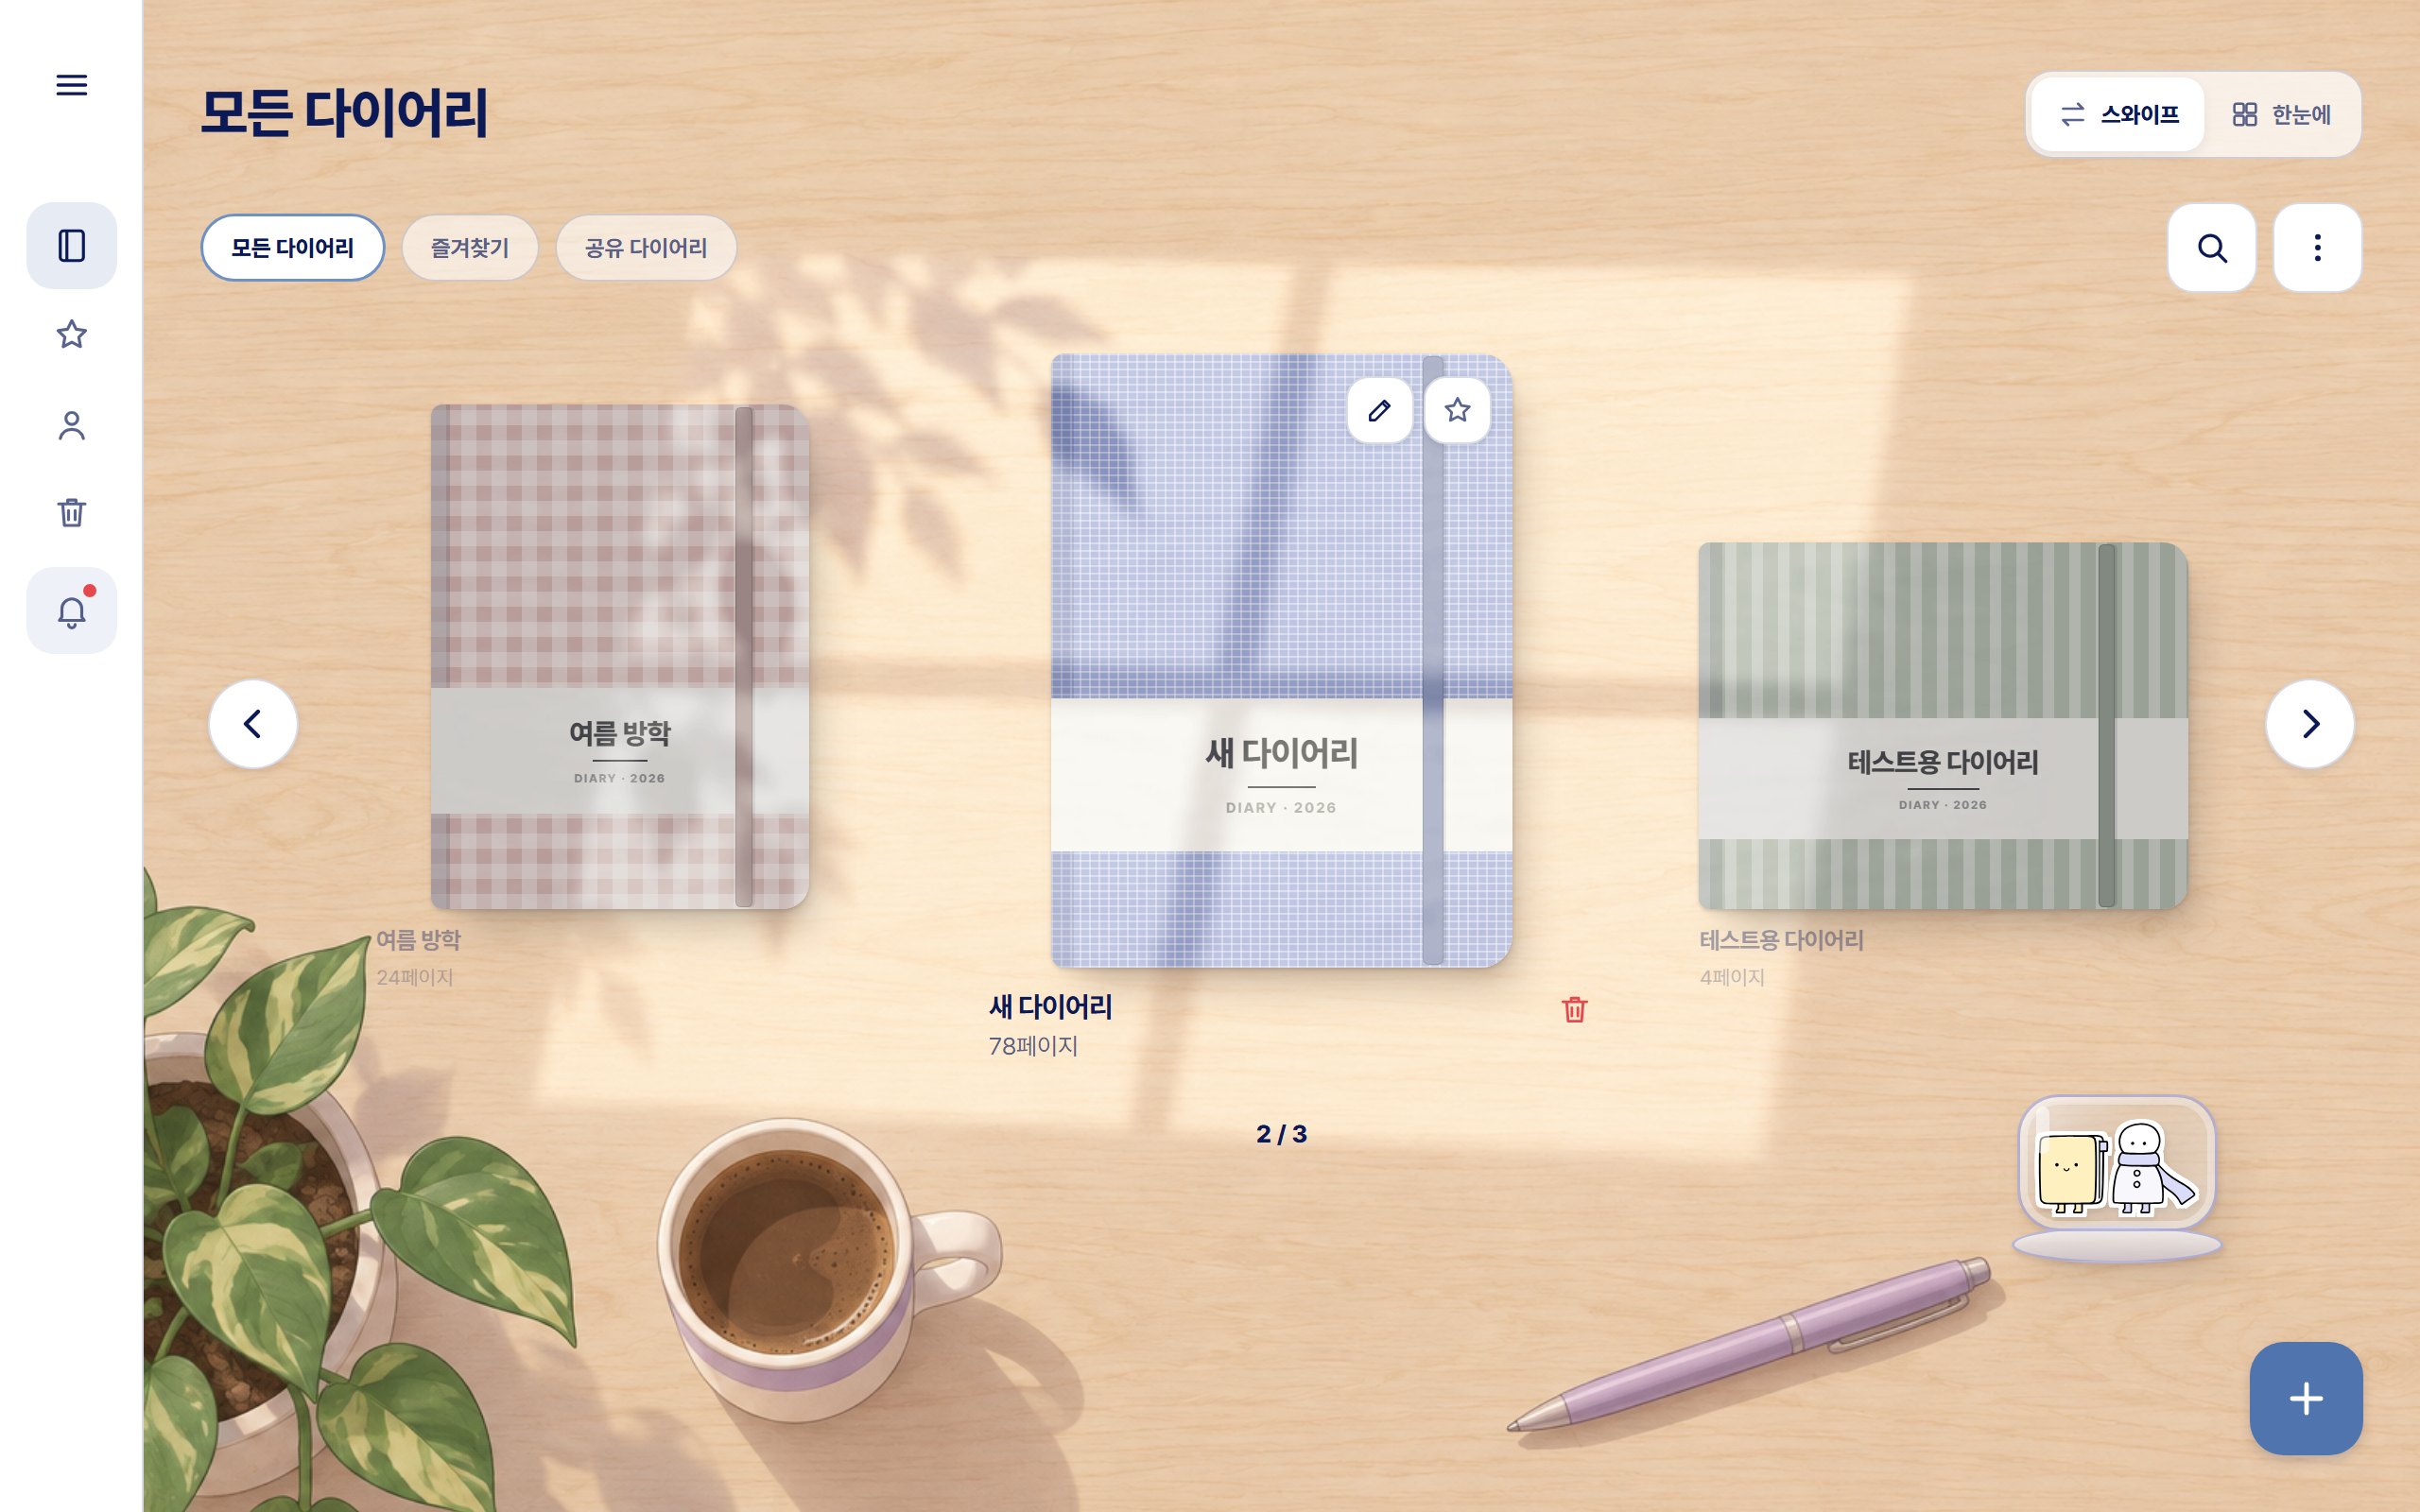 모든 다이어리
스와이프
한눈에
모든 다이어리
즐겨찾기
공유 다이어리
여름 방학
DIARY · 2026
새 다이어리
DIARY · 2026
테스트용 다이어리
DIARY · 2026
여름 방학
24페이지
새 다이어리
78페이지
테스트용 다이어리
4페이지
2 / 3